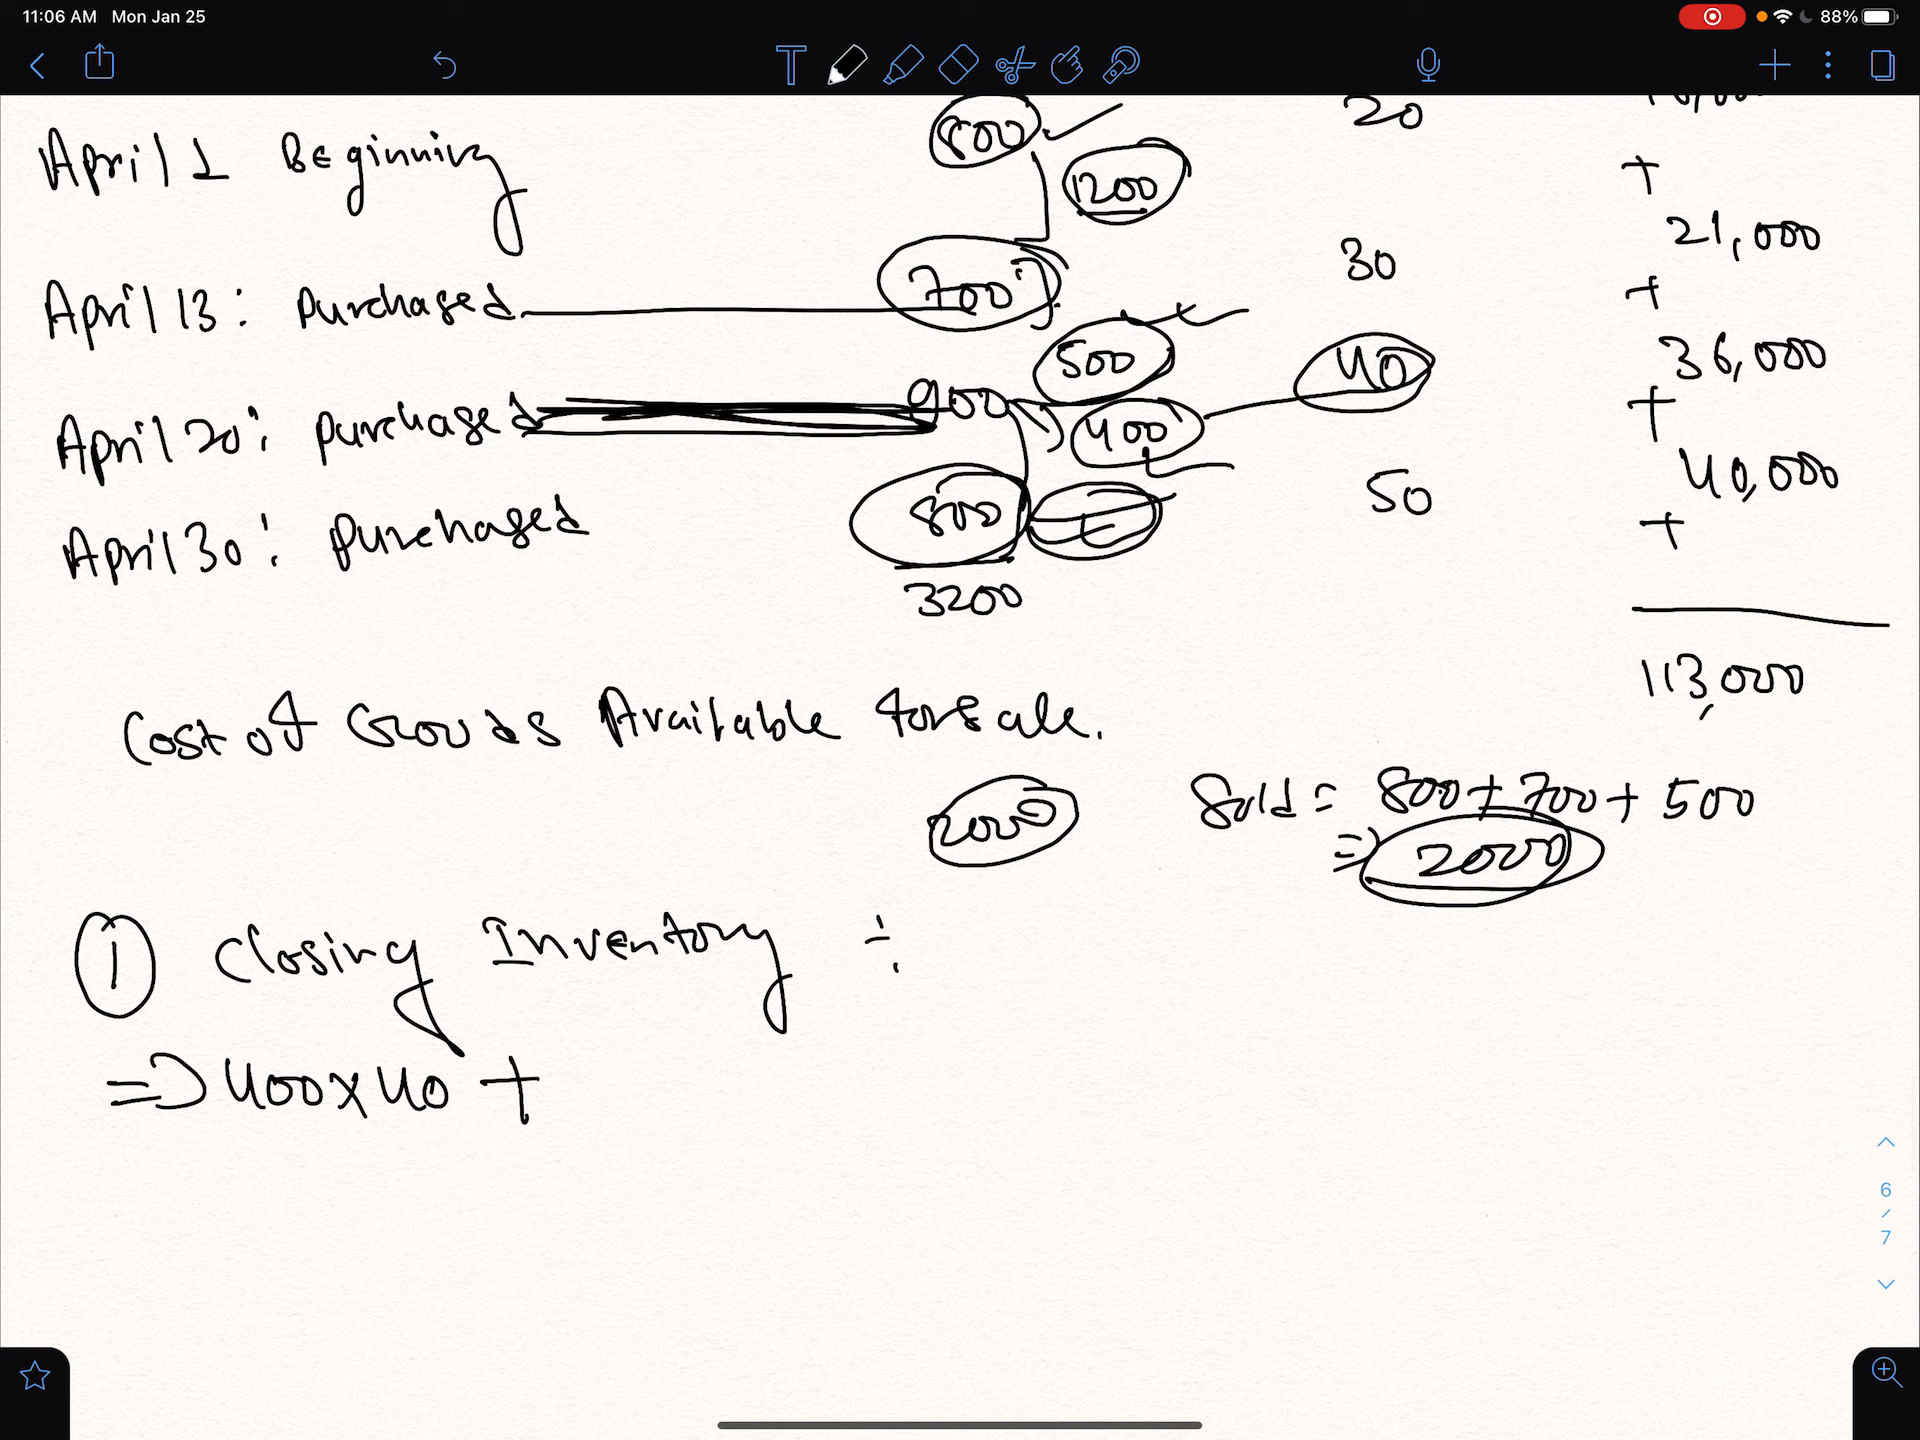 11:06 AM Mon Jan 25 88%
T
April 1 Beginning 800 20
1200
+
21,000
April 13: Purchased 700 30
+
500
36,000
40
April 20: purchased 900
400
+
40,000
April 30: purchased 800 50
+
3200
113,000
Cost of Goods Available for sale.
2000 Sold = 800 + 700 + 500
=> 2000
1 Closing Inventory :-
=> 400 x 40 +
6
/
7